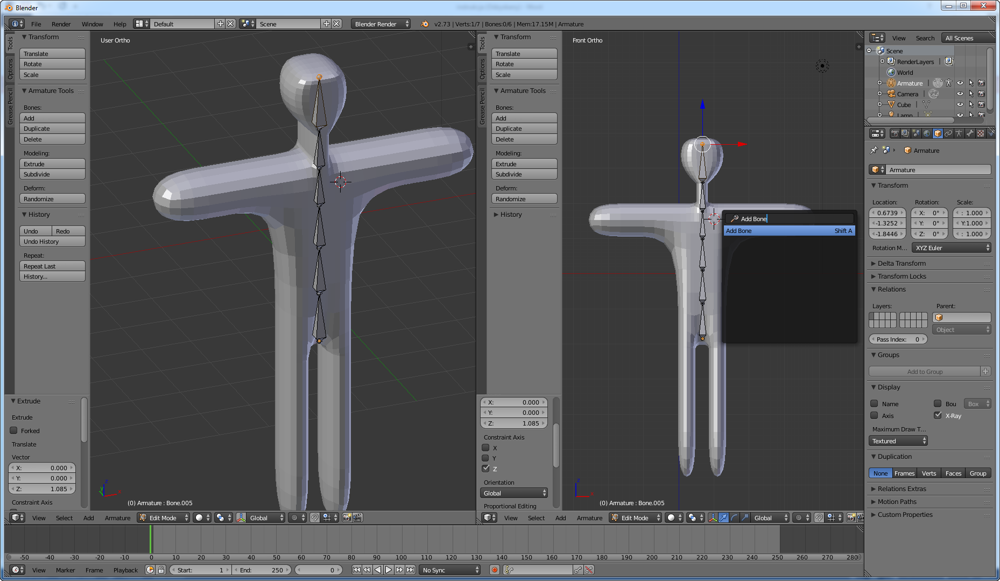 Blender
File Render Window Help Default Scene Blender Render v2.73 | Verts:1/7 | Bones:0/6 | Mem:17.15M | Armature
Tools
Options
Grease Pencil
Transform
Translate
Rotate
Scale
Armature Tools
Bones:
Add
Duplicate
Delete
Modeling:
Extrude
Subdivide
Deform:
Randomize
History
Undo Redo
Undo History
Repeat:
Repeat Last
History...
Extrude
Extrude
Forked
Translate
Vector
X: 0.000
Y: 0.000
Z: 1.085
Constraint Axis
User Ortho
z
y
x
(0) Armature : Bone.005
View Select Add Armature Edit Mode Global
Tools
Options
Grease Pencil
Transform
Translate
Rotate
Scale
Armature Tools
Bones:
Add
Duplicate
Delete
Modeling:
Extrude
Subdivide
Deform:
Randomize
History
X: 0.000
Y: 0.000
Z: 1.085
Constraint Axis
X
Y
Z
Orientation
Global
Proportional Editing
Front Ortho
Add Bone
Add Bone Shift A
z
x
(0) Armature : Bone.005
View Select Add Armature Edit Mode Global
View Search All Scenes
Scene
RenderLayers
World
Armature
Camera
Cube
Lamp
Armature
Armature
Transform
Location: Rotation: Scale:
0.6739 X: 0° : 1.000
-1.3252 Y: 0° Y:1.000
-1.8446 Z: 0° : 1.000
Rotation M... XYZ Euler
Delta Transform
Transform Locks
Relations
Layers: Parent:
Object
Pass Index: 0
Groups
Add to Group
Display
Name Bou Box
Axis X-Ray
Maximum Draw T...
Textured
Duplication
None Frames Verts Faces Group
Relations Extras
Motion Paths
Custom Properties
-50 -40 -30 -20 -10 0 10 20 30 40 50 60 70 80 90 100 110 120 130 140 150 160 170 180 190 200 210 220 230 240 250 260 270 280
View Marker Frame Playback Start: 1 End: 250 0 No Sync